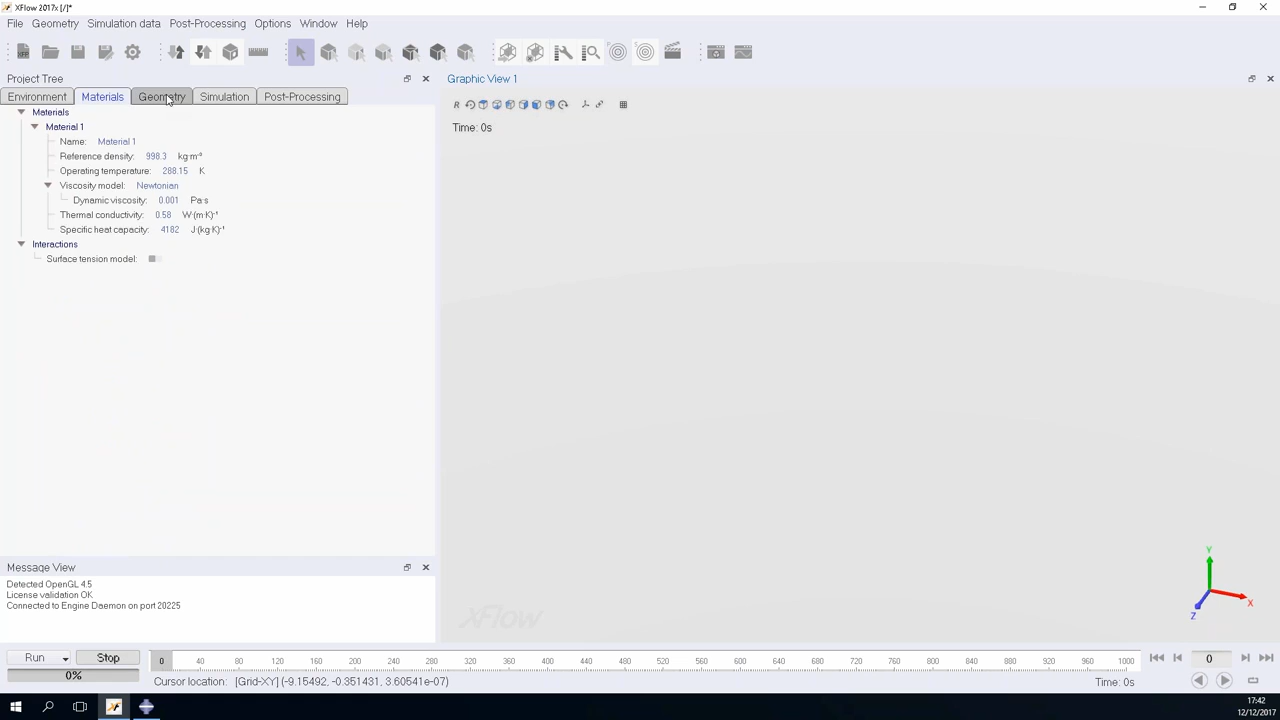 XFlow 2017x [/]*
File Geometry Simulation data Post-Processing Options Window Help
Project Tree
Graphic View 1
Environment Materials Geometry Simulation Post-Processing
R
Time: 0s
Materials
Material 1
Name: Material 1
Reference density: 998.3 kg·m⁻³
Operating temperature: 288.15 K
Viscosity model: Newtonian
Dynamic viscosity: 0.001 Pa·s
Thermal conductivity: 0.58 W·(m·K)⁻¹
Specific heat capacity: 4182 J·(kg·K)⁻¹
Interactions
Surface tension model:
Y
X
Z
xFlow
Message View
Detected OpenGL 4.5
License validation OK
Connected to Engine Daemon on port 20225
Run Stop
0 40 80 120 160 200 240 280 320 360 400 440 480 520 560 600 640 680 720 760 800 840 880 920 960 1000
0
0%
Cursor location: [Grid-XY] (-9.15492, -0.351431, 3.60541e-07)
Time: 0s
17:42
12/12/2017